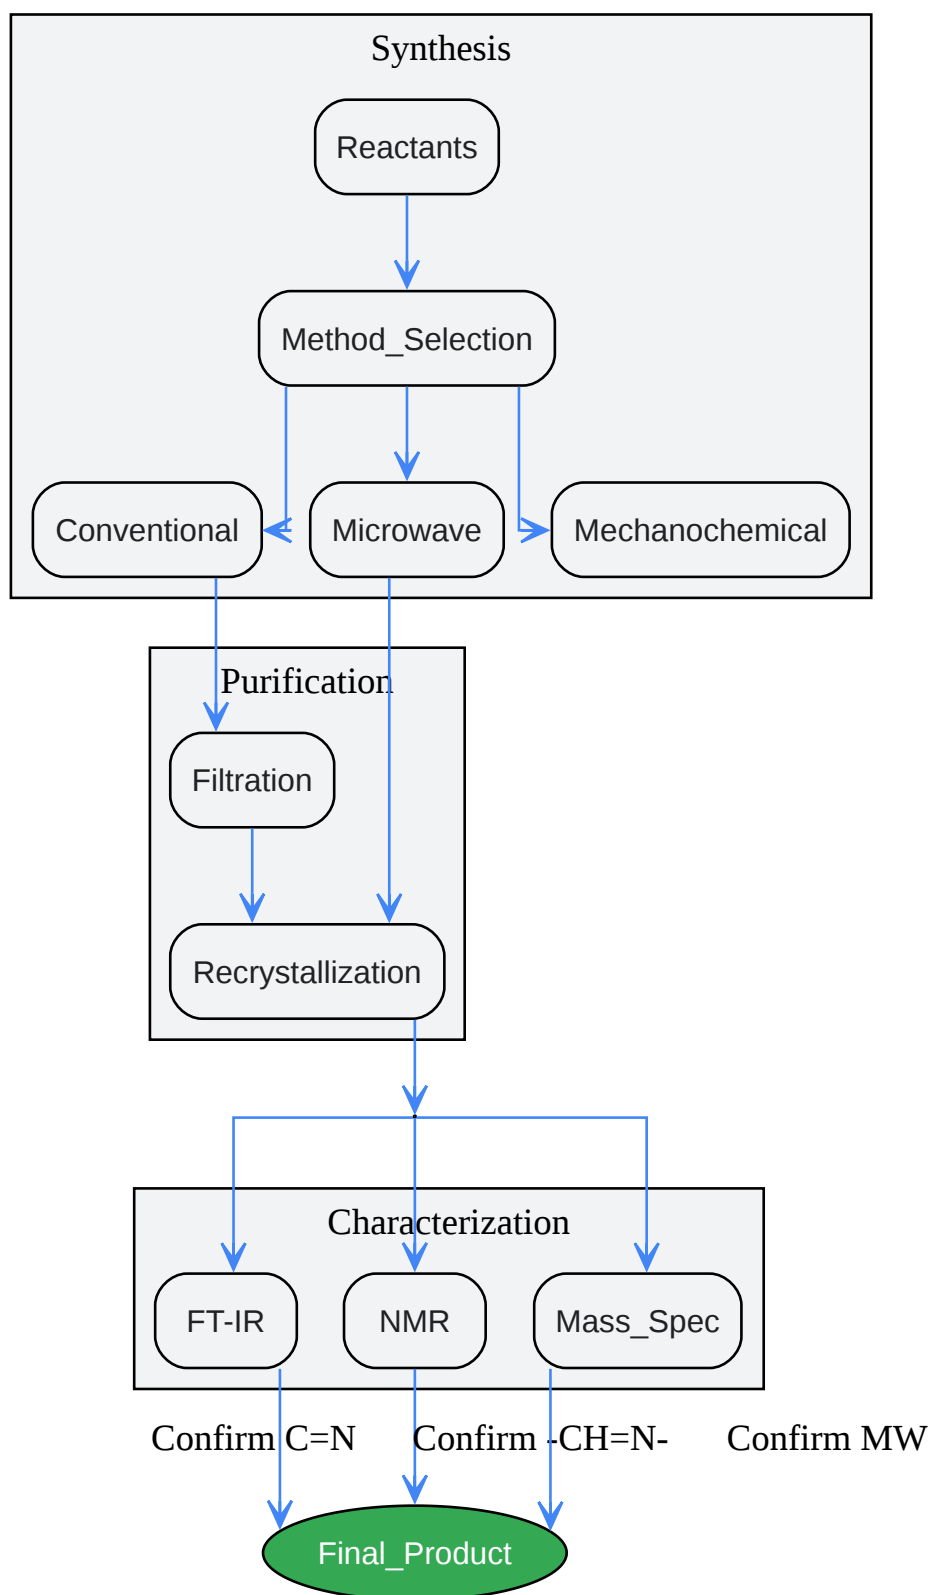 Synthesis
Reactants
Method_Selection
Conventional
Microwave
Mechanochemical
Purification
Filtration
Recrystallization
Characterization
FT-IR
NMR
Mass_Spec
Confirm C=N
Confirm -CH=N-
Confirm MW
Final_Product